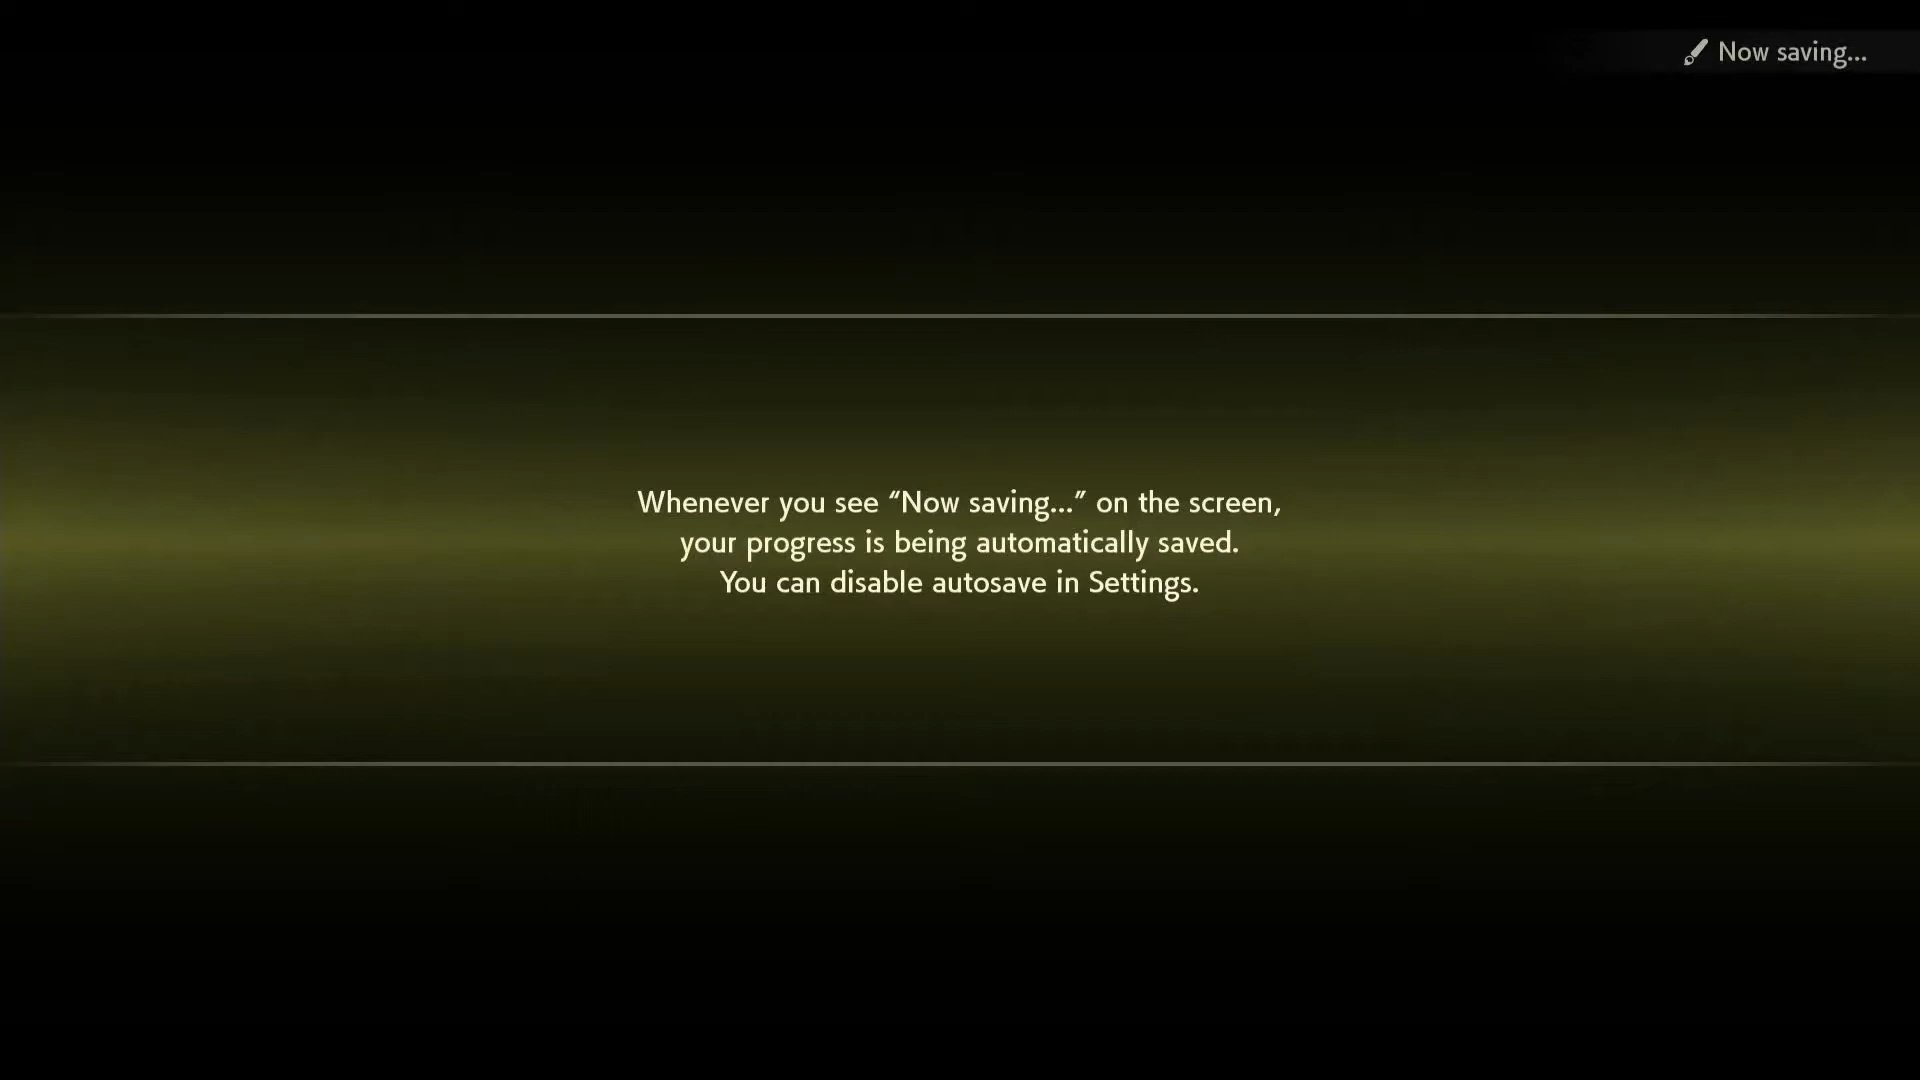 Now saving...
Whenever you see “Now saving...” on the screen,
your progress is being automatically saved.
You can disable autosave in Settings.